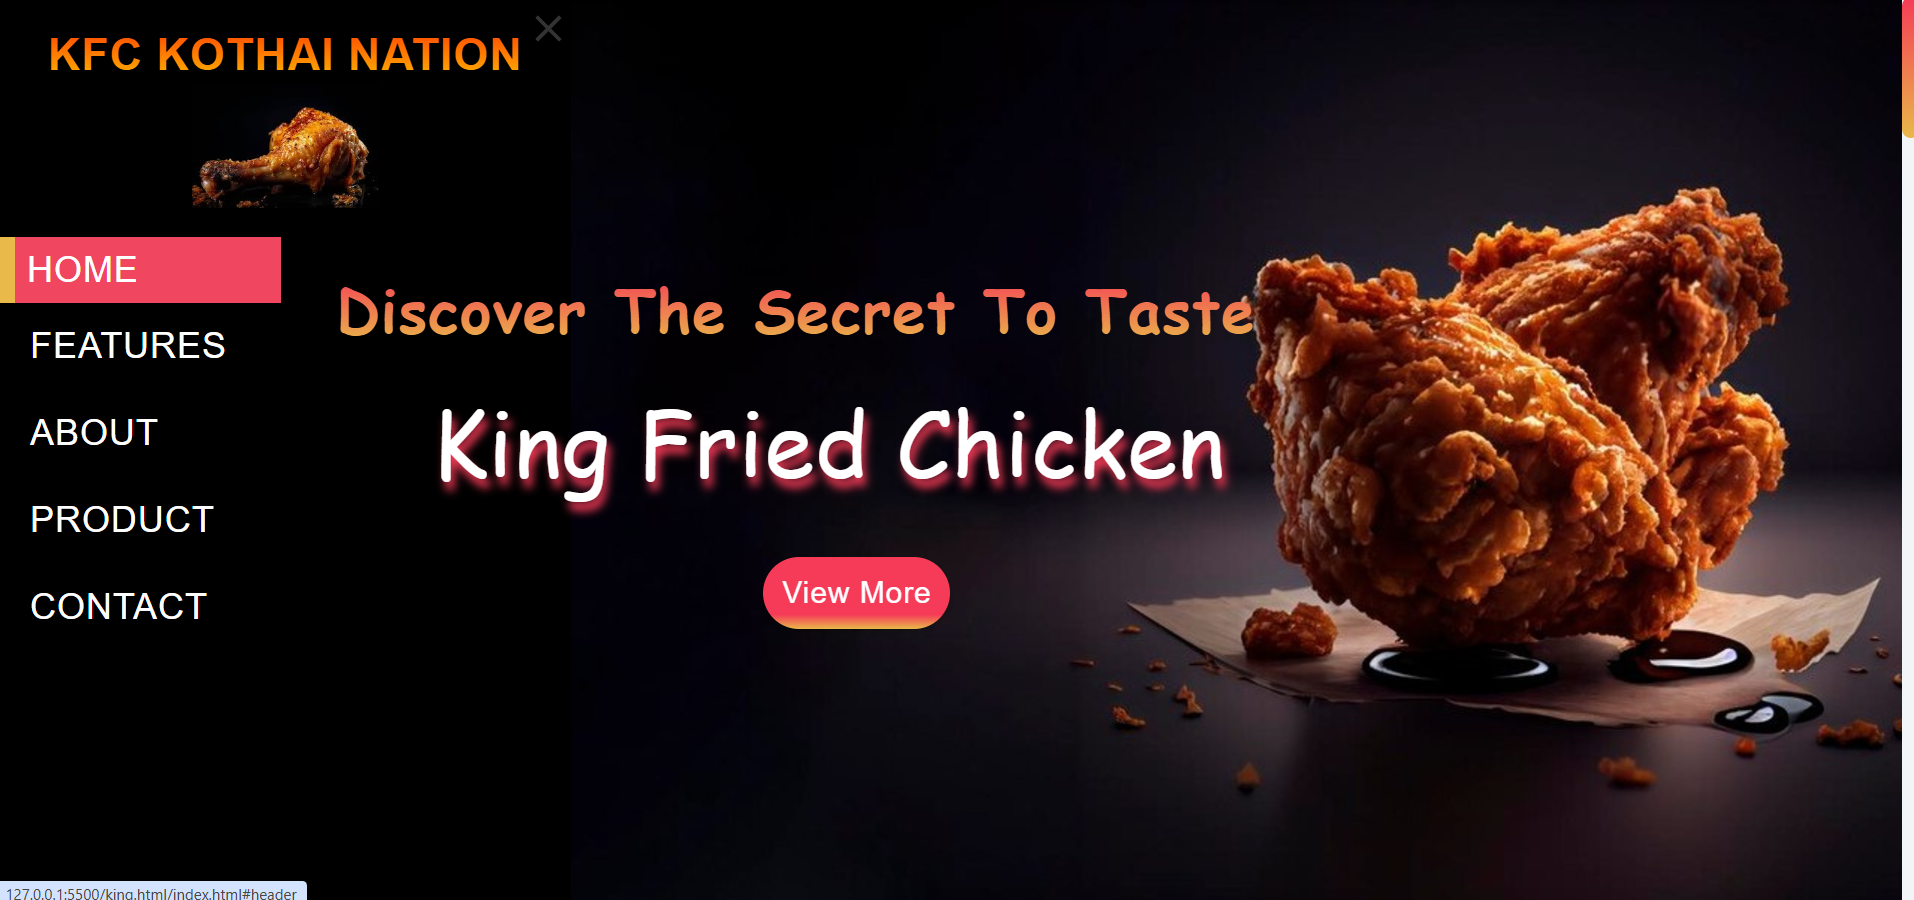 KFC KOTHAI NATION
HOME
FEATURES
ABOUT
PRODUCT
CONTACT
Discover The Secret To Taste
King Fried Chicken
View More
127.0.0.1:5500/king.html/index.html#header